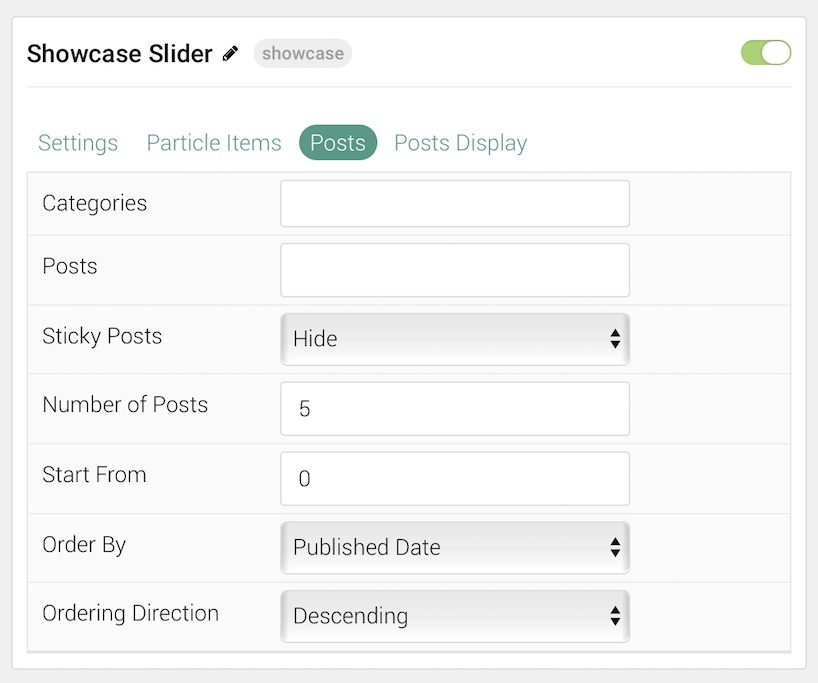 Showcase Slider showcase
Settings Particle Items Posts Posts Display
Categories
Posts
Sticky Posts Hide
Number of Posts 5
Start From 0
Order By Published Date
Ordering Direction Descending